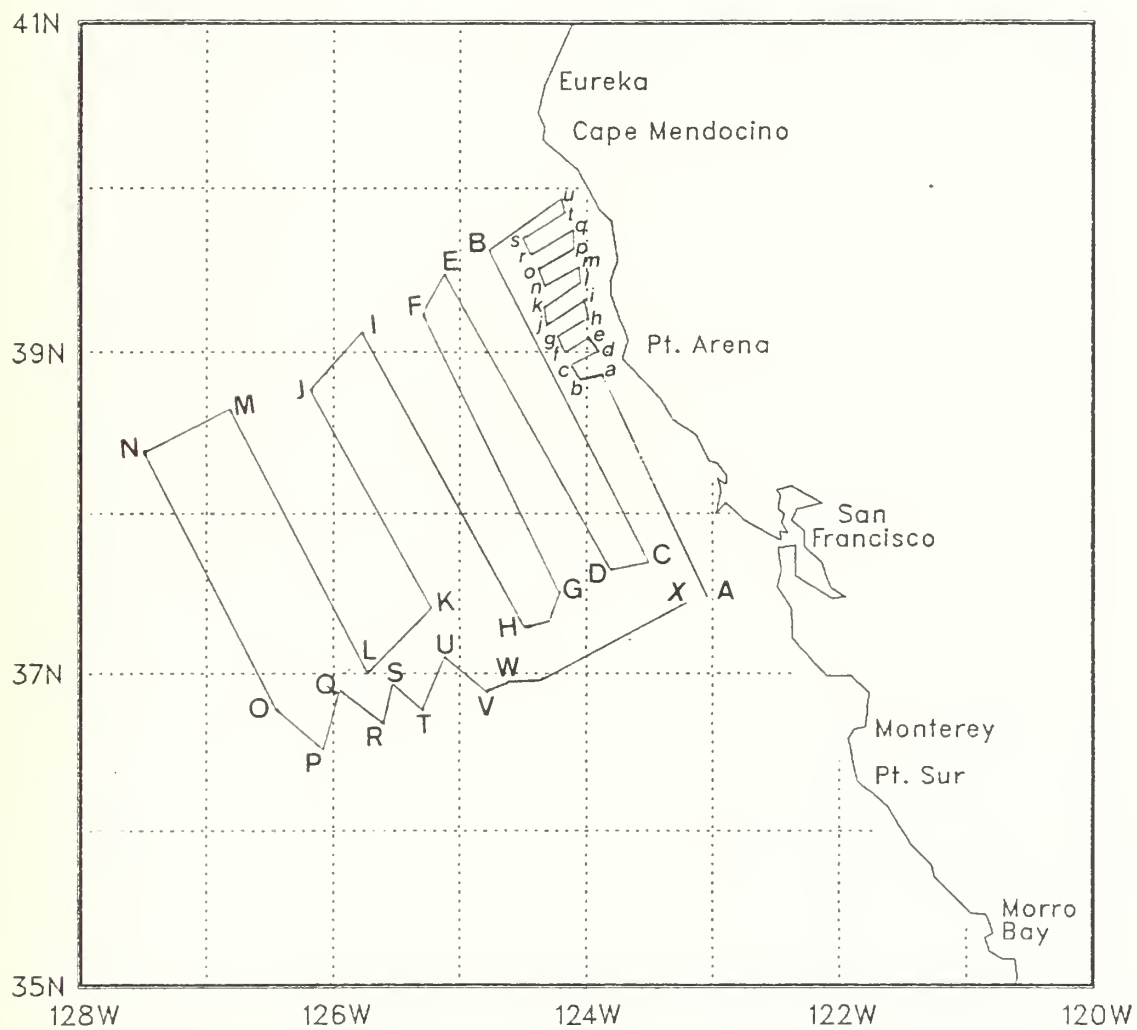 41N
Eureka
Cape Mendocino
u
t
q
s
B
p
r
m
E
o
l
n
i
F
k
h
I
j
e
39N
g
Pt. Arena
f
d
c
a
J
b
M
N
San
Francisco
C
D
X
A
G
K
H
U
L
W
37N
S
Q
O
V
T
R
Monterey
P
Pt. Sur
Morro
Bay
35N
128W
126W
124W
122W
120W